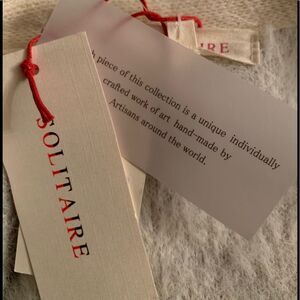 SOLITAIRE
piece of this collection is a unique individually
crafted work of art hand-made by
Artisans around the world.
IRE